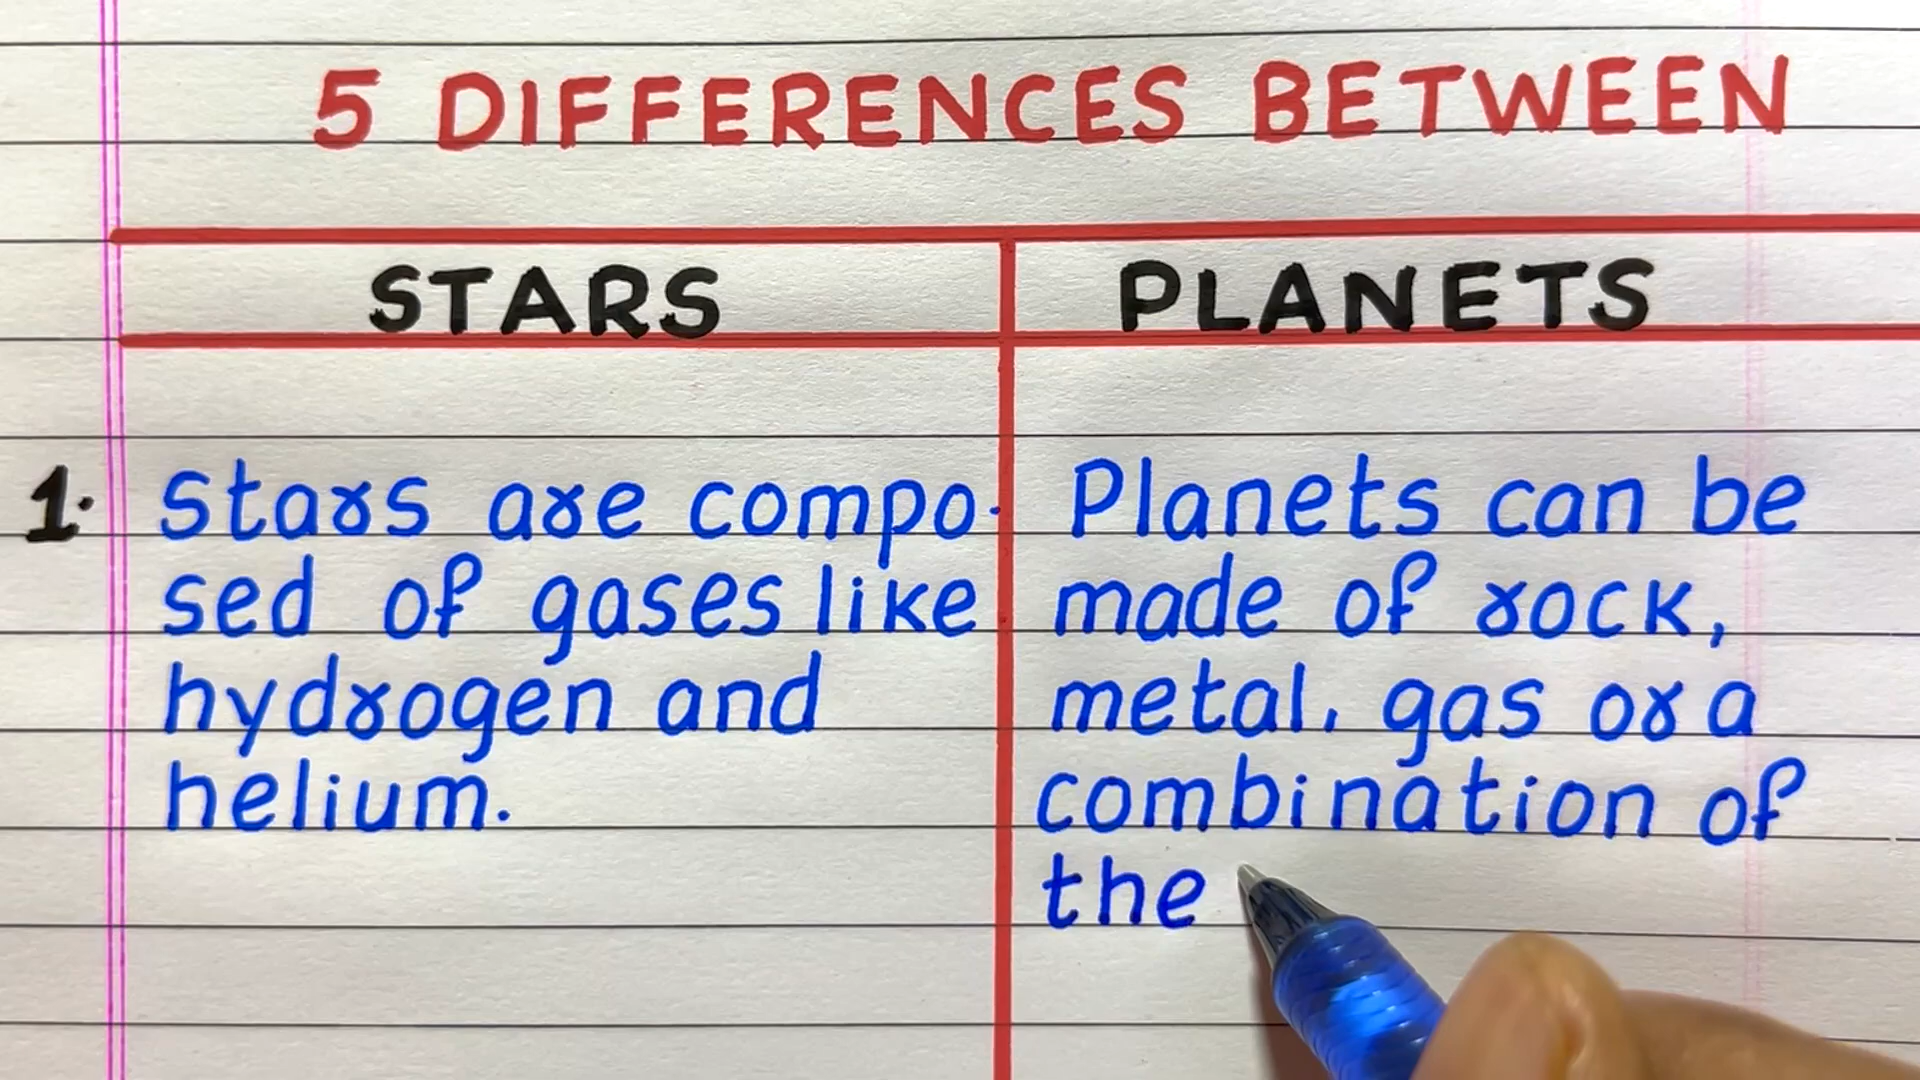 5 DIFFERENCES BETWEEN
STARS
PLANETS
1. Stars are compo-
sed of gases like
hydrogen and
helium.
Planets can be
made of rock,
metal, gas or a
combination of
the